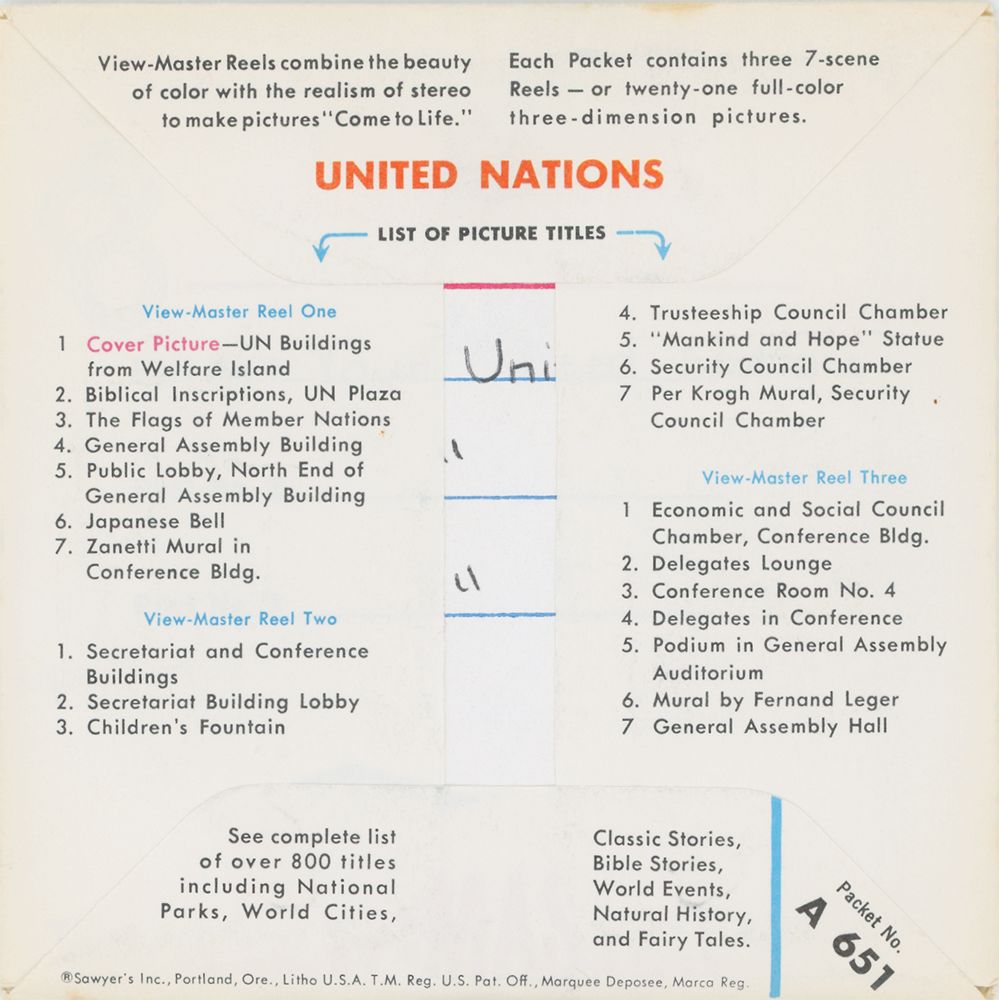 View-Master Reels combine the beauty
of color with the realism of stereo
to make pictures "Come to Life."
Each Packet contains three 7-scene
Reels — or twenty-one full-color
three-dimension pictures.
UNITED NATIONS
LIST OF PICTURE TITLES
View-Master Reel One
1 Cover Picture—UN Buildings
from Welfare Island
2. Biblical Inscriptions, UN Plaza
3. The Flags of Member Nations
4. General Assembly Building
5. Public Lobby, North End of
General Assembly Building
6. Japanese Bell
7. Zanetti Mural in
Conference Bldg.
View-Master Reel Two
1. Secretariat and Conference
Buildings
2. Secretariat Building Lobby
3. Children's Fountain
Uni
4. Trusteeship Council Chamber
5. "Mankind and Hope" Statue
6. Security Council Chamber
7 Per Krogh Mural, Security
Council Chamber
View-Master Reel Three
1 Economic and Social Council
Chamber, Conference Bldg.
2. Delegates Lounge
3. Conference Room No. 4
4. Delegates in Conference
5. Podium in General Assembly
Auditorium
6. Mural by Fernand Leger
7 General Assembly Hall
See complete list
of over 800 titles
including National
Parks, World Cities,
Classic Stories,
Bible Stories,
World Events,
Natural History,
and Fairy Tales.
Packet No.
A 651
®Sawyer's Inc., Portland, Ore., Litho U.S.A. T.M. Reg. U.S. Pat. Off., Marquee Deposee, Marca Reg.